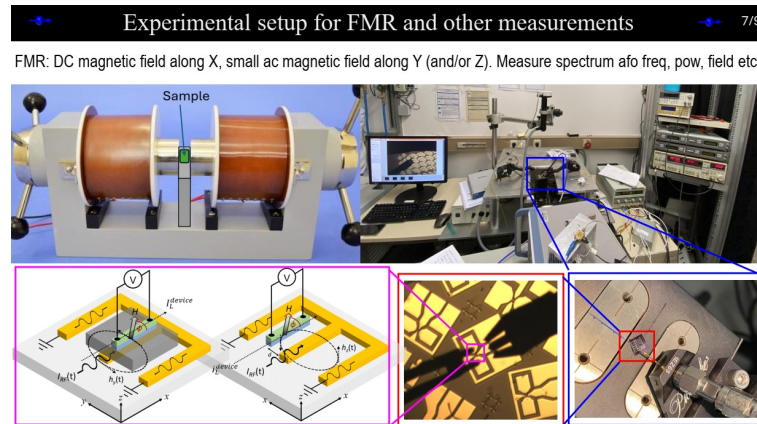 Experimental setup for FMR and other measurements
7/9
FMR: DC magnetic field along X, small ac magnetic field along Y (and/or Z). Measure spectrum afo freq, pow, field etc
Sample
V
I_L^device
H
I_RF(t)
h_y(t)
y
z
x
V
H
I_L^device
I_RF(t)
h_z(t)
y
z
x